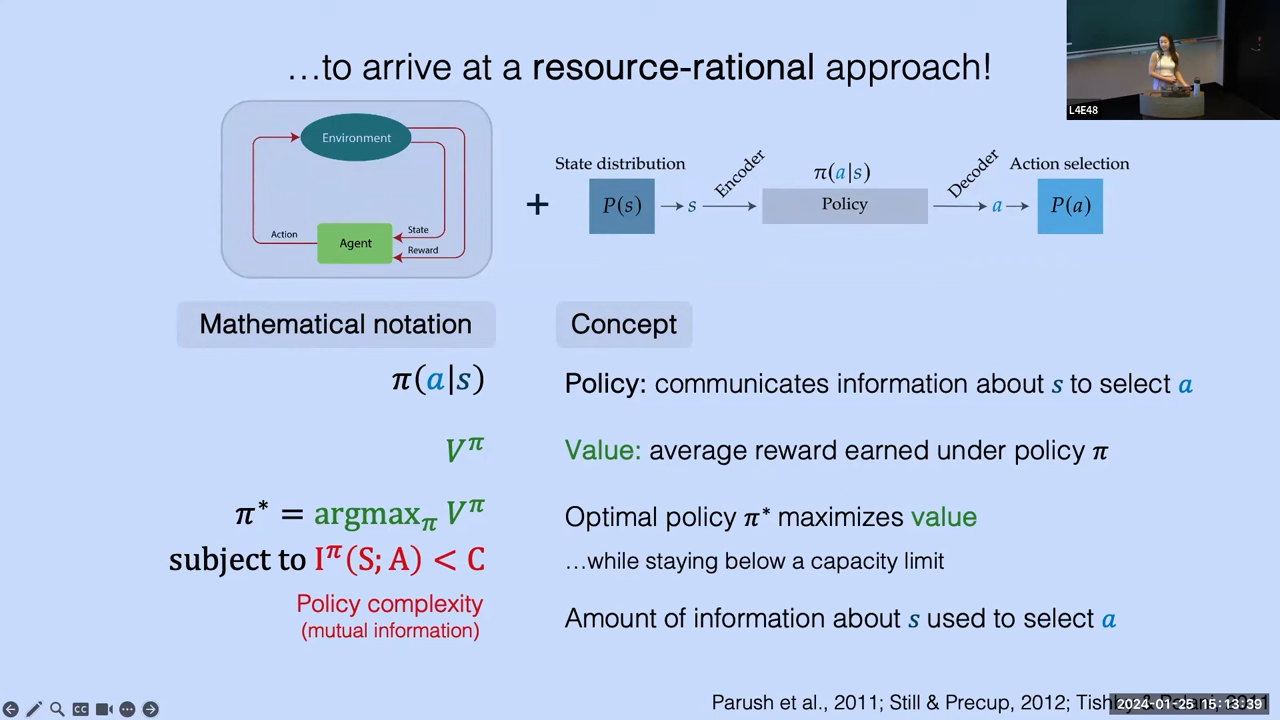 …to arrive at a resource-rational approach!
L4E48
Environment
Action
Agent
State
Reward
+
State distribution
P(s)
s
Encoder
π(a|s)
Policy
Decoder
a
Action selection
P(a)
Mathematical notation
Concept
π(a|s)
Policy: communicates information about s to select a
V^π
Value: average reward earned under policy π
π* = argmax_π V^π
Optimal policy π* maximizes value
subject to I^π(S; A) < C
…while staying below a capacity limit
Policy complexity
(mutual information)
Amount of information about s used to select a
CC
Parush et al., 2011; Still & Precup, 2012;
2024-01-25 15:13:39